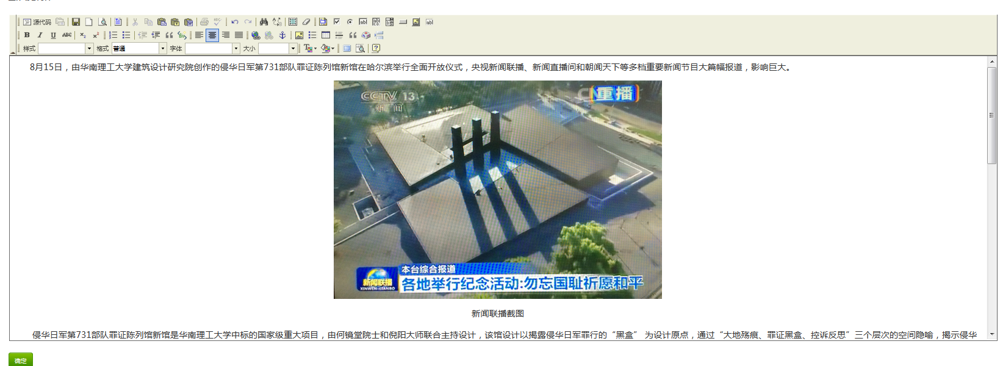 源代码
B I U ABC
样式 格式 普通 字体 大小
8月15日，由华南理工大学建筑设计研究院创作的侵华日军第731部队罪证陈列馆新馆在哈尔滨举行全面开放仪式，央视新闻联播、新闻直播间和朝闻天下等多档重要新闻节目大篇幅报道，影响巨大。
CCTV 13
新 闻
重播
本台综合报道
新闻联播
XINWEN LIANBO
各地举行纪念活动:勿忘国耻祈愿和平
新闻联播截图
侵华日军第731部队罪证陈列馆新馆是华南理工大学中标的国家级重大项目，由何镜堂院士和倪阳大师联合主持设计，该馆设计以揭露侵华日军罪行的“黑盒” 为设计原点，通过“大地殇痕、罪证黑盒、控诉反思”三个层次的空间隐喻，揭示侵华
确定